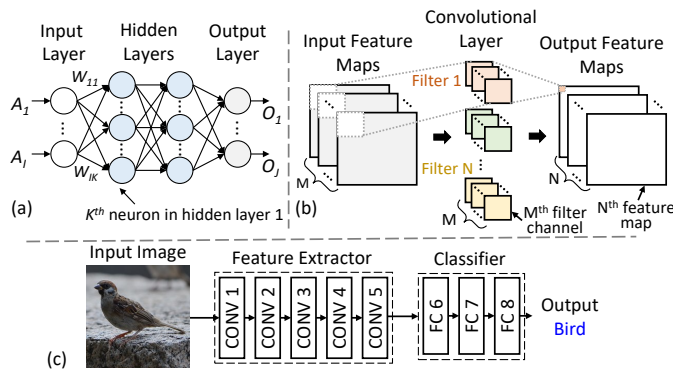 (a)
Input Layer
Hidden Layers
Output Layer
W11
A1
AI
WIK
O1
OJ
Kth neuron in hidden layer 1
(b)
Input Feature Maps
Convolutional Layer
Output Feature Maps
Filter 1
Filter N
M
M
Mth filter channel
N
Nth feature map
(c)
Input Image
Feature Extractor
CONV 1
CONV 2
CONV 3
CONV 4
CONV 5
Classifier
FC 6
FC 7
FC 8
Output
Bird